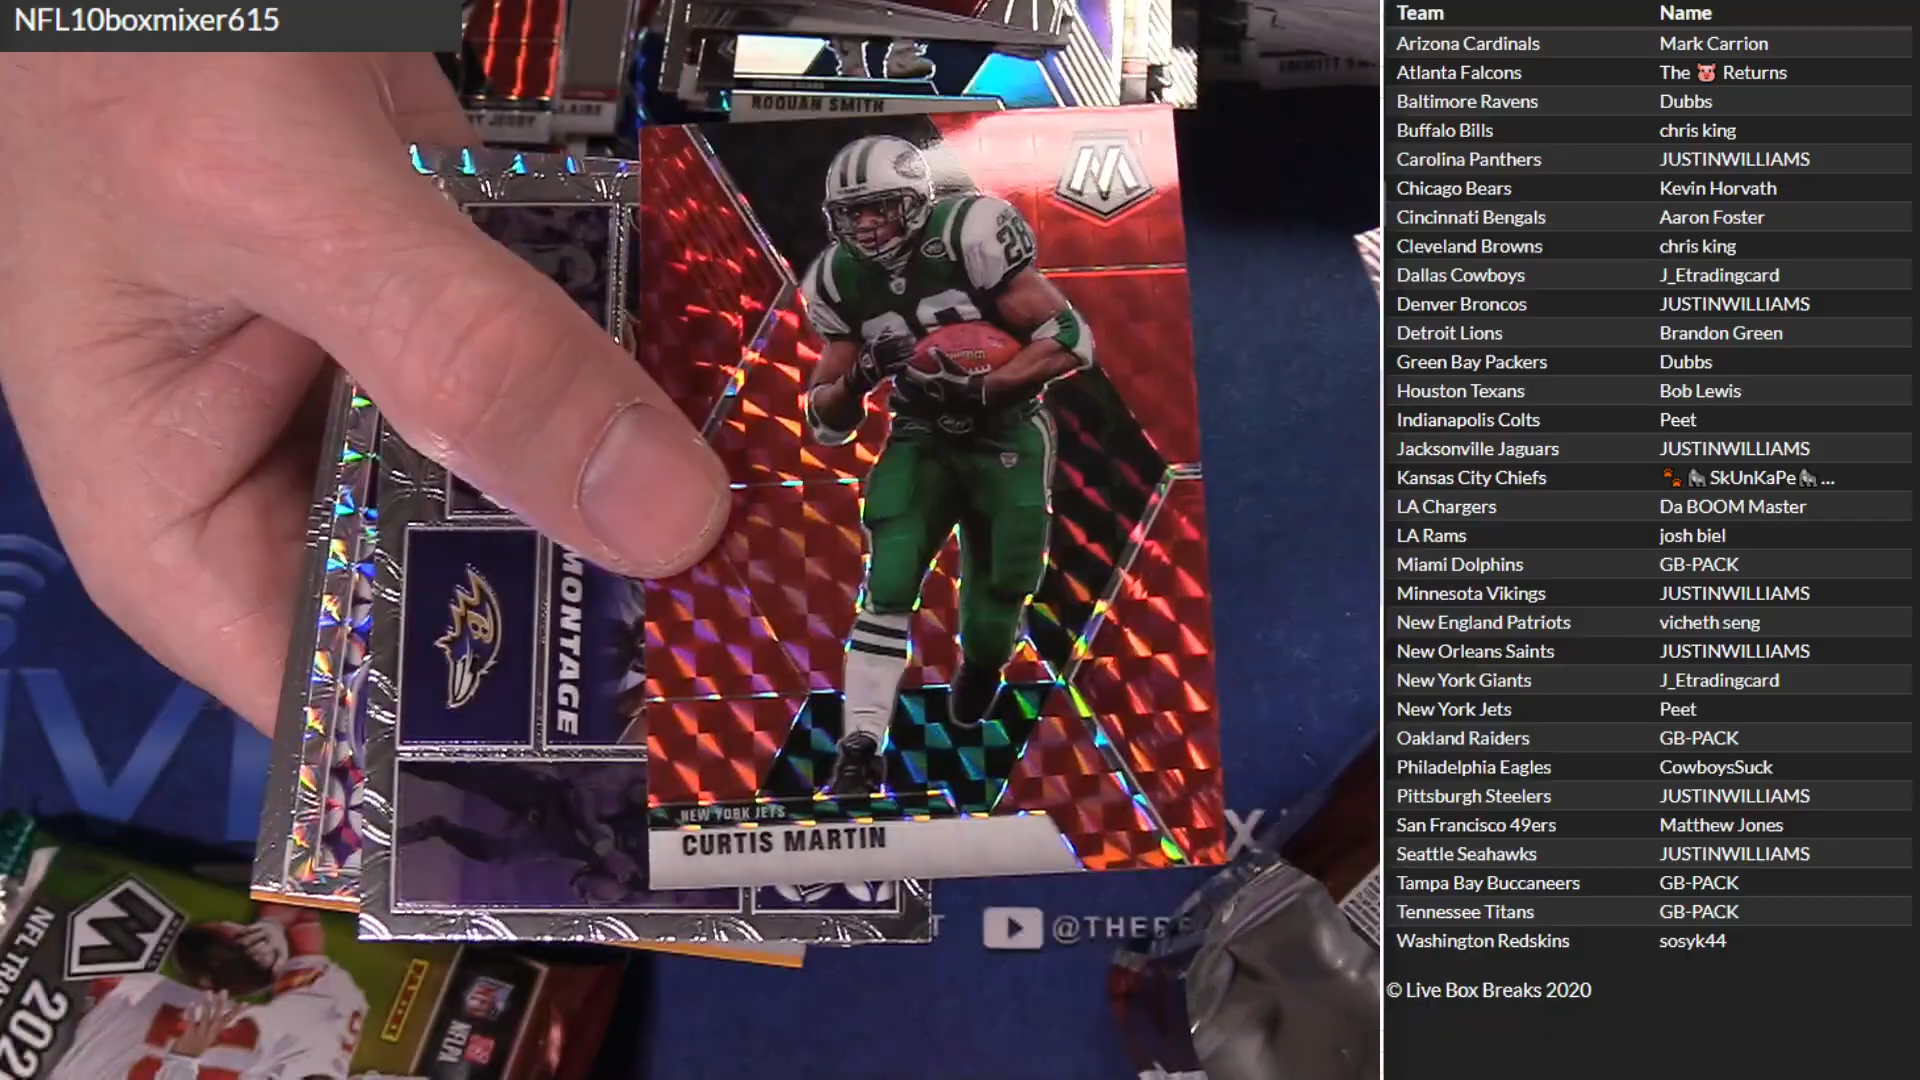 NFL10boxmixer615
Team Name
Arizona Cardinals Mark Carrion
Atlanta Falcons The 🐷 Returns
Baltimore Ravens Dubbs
Buffalo Bills chris king
Carolina Panthers JUSTINWILLIAMS
Chicago Bears Kevin Horvath
Cincinnati Bengals Aaron Foster
Cleveland Browns chris king
Dallas Cowboys J_Etradingcard
Denver Broncos JUSTINWILLIAMS
Detroit Lions Brandon Green
Green Bay Packers Dubbs
Houston Texans Bob Lewis
Indianapolis Colts Peet
Jacksonville Jaguars JUSTINWILLIAMS
Kansas City Chiefs 🐾 🦍 SkUnKaPe🦍 ...
LA Chargers Da BOOM Master
LA Rams josh biel
Miami Dolphins GB-PACK
Minnesota Vikings JUSTINWILLIAMS
New England Patriots vicheth seng
New Orleans Saints JUSTINWILLIAMS
New York Giants J_Etradingcard
New York Jets Peet
Oakland Raiders GB-PACK
Philadelphia Eagles CowboysSuck
Pittsburgh Steelers JUSTINWILLIAMS
San Francisco 49ers Matthew Jones
Seattle Seahawks JUSTINWILLIAMS
Tampa Bay Buccaneers GB-PACK
Tennessee Titans GB-PACK
Washington Redskins sosyk44
© Live Box Breaks 2020
ROQUAN SMITH
M
28
MONTAGE
NEW YORK JETS
CURTIS MARTIN
@THE
M
NFL
202
NFL
NFLPA